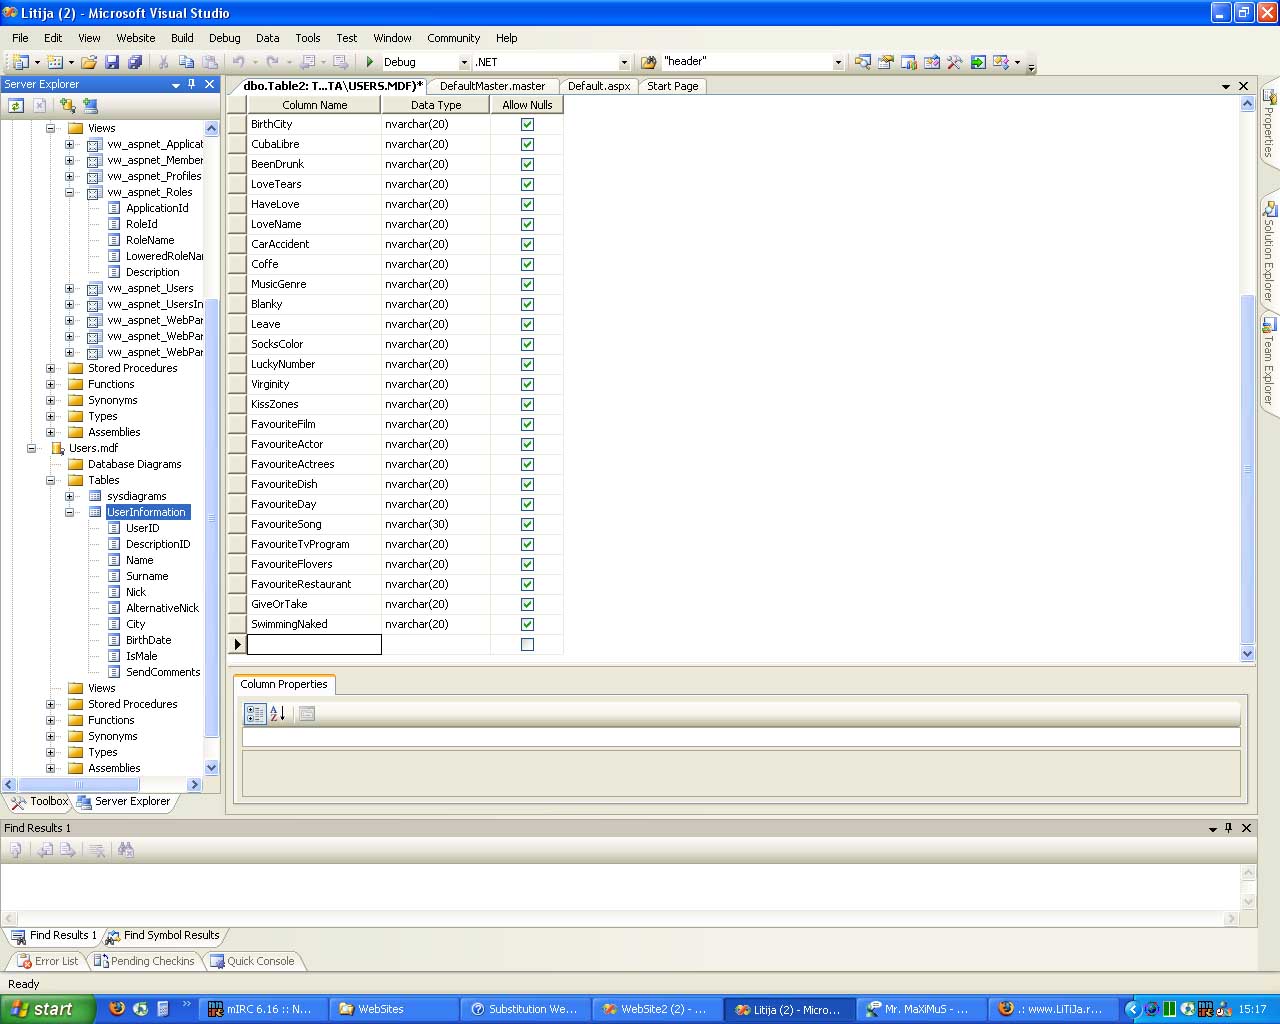 Litija (2) - Microsoft Visual Studio
File Edit View Website Build Debug Data Tools Test Window Community Help
Debug .NET "header"
Server Explorer
dbo.Table2: T...TA\USERS.MDF)* DefaultMaster.master Default.aspx Start Page
Views
vw_aspnet_Applicat
vw_aspnet_Member
vw_aspnet_Profiles
vw_aspnet_Roles
ApplicationId
RoleId
RoleName
LoweredRoleNar
Description
vw_aspnet_Users
vw_aspnet_UsersIn
vw_aspnet_WebPar
vw_aspnet_WebPar
vw_aspnet_WebPar
Stored Procedures
Functions
Synonyms
Types
Assemblies
Users.mdf
Database Diagrams
Tables
sysdiagrams
UserInformation
UserID
DescriptionID
Name
Surname
Nick
AlternativeNick
City
BirthDate
IsMale
SendComments
Views
Stored Procedures
Functions
Synonyms
Types
Assemblies
Toolbox Server Explorer
Column Name Data Type Allow Nulls
BirthCity nvarchar(20)
CubaLibre nvarchar(20)
BeenDrunk nvarchar(20)
LoveTears nvarchar(20)
HaveLove nvarchar(20)
LoveName nvarchar(20)
CarAccident nvarchar(20)
Coffe nvarchar(20)
MusicGenre nvarchar(20)
Blanky nvarchar(20)
Leave nvarchar(20)
SocksColor nvarchar(20)
LuckyNumber nvarchar(20)
Virginity nvarchar(20)
KissZones nvarchar(20)
FavouriteFilm nvarchar(20)
FavouriteActor nvarchar(20)
FavouriteActrees nvarchar(20)
FavouriteDish nvarchar(20)
FavouriteDay nvarchar(20)
FavouriteSong nvarchar(30)
FavouriteTvProgram nvarchar(20)
FavouriteFlovers nvarchar(20)
FavouriteRestaurant nvarchar(20)
GiveOrTake nvarchar(20)
SwimmingNaked nvarchar(20)
Column Properties
Properties
Solution Explorer
Team Explorer
Find Results 1
Find Results 1 Find Symbol Results
Error List Pending Checkins Quick Console
Ready
start mIRC 6.16 :: N... WebSites Substitution We... WebSite2 (2) - ... Litija (2) - Micro... Mr. MaXiMuS - ... .: www.LiTiJa.r... 15:17